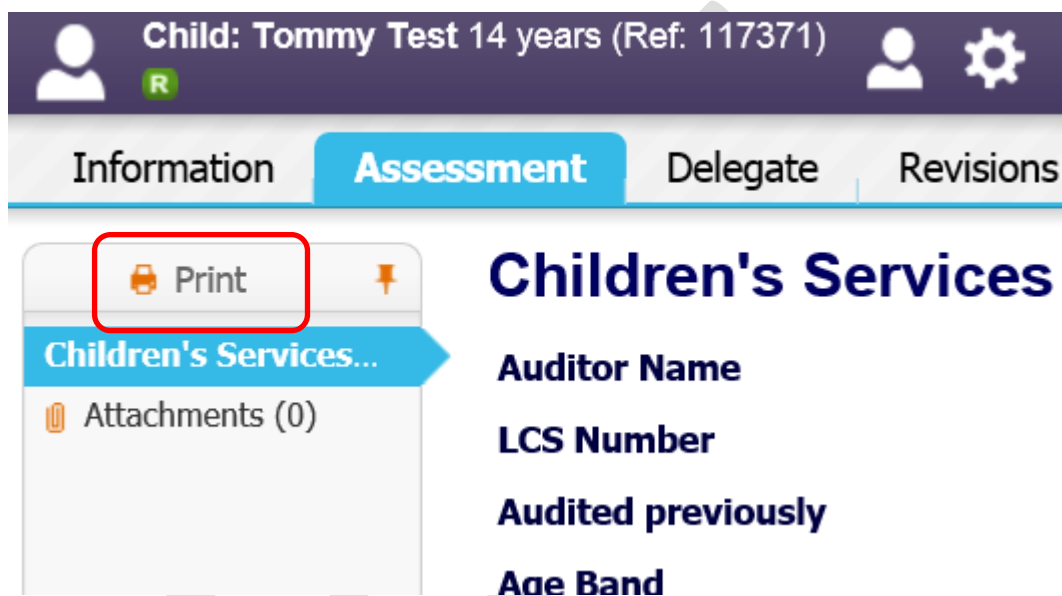 Child: Tommy Test 14 years (Ref: 117371)
R
Information Assessment Delegate Revisions
Print
Children's Services...
Attachments (0)
Children's Services
Auditor Name
LCS Number
Audited previously
Age Band